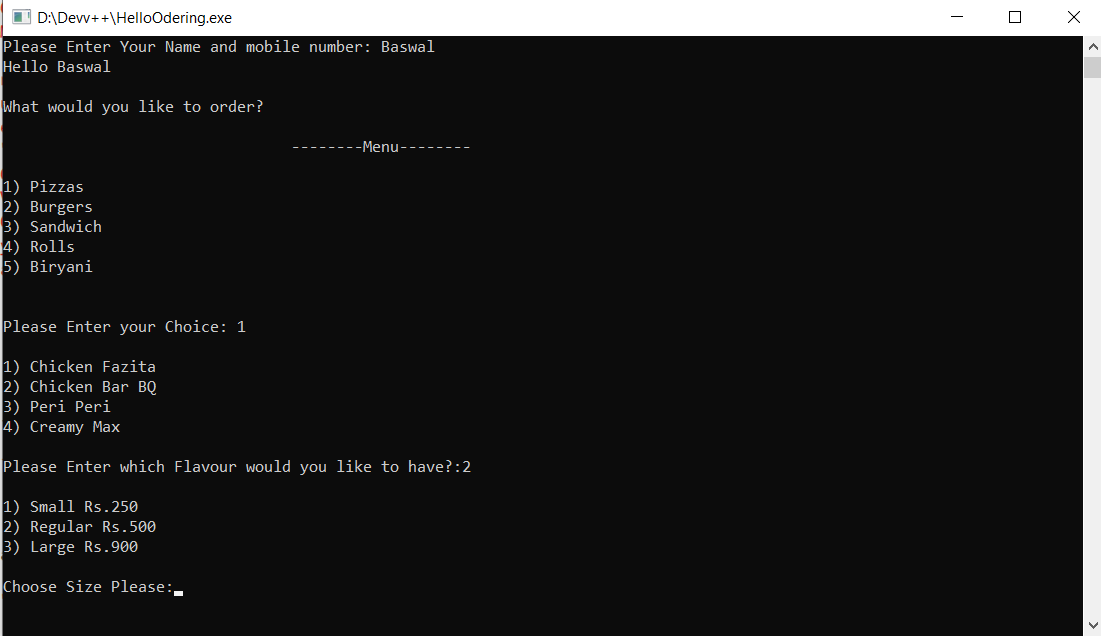 D:\Devv++\HelloOdering.exe
Please Enter Your Name and mobile number: Baswal
Hello Baswal
What would you like to order?
--------Menu--------
1) Pizzas
2) Burgers
3) Sandwich
4) Rolls
5) Biryani
Please Enter your Choice: 1
1) Chicken Fazita
2) Chicken Bar BQ
3) Peri Peri
4) Creamy Max
Please Enter which Flavour would you like to have?:2
1) Small Rs.250
2) Regular Rs.500
3) Large Rs.900
Choose Size Please: